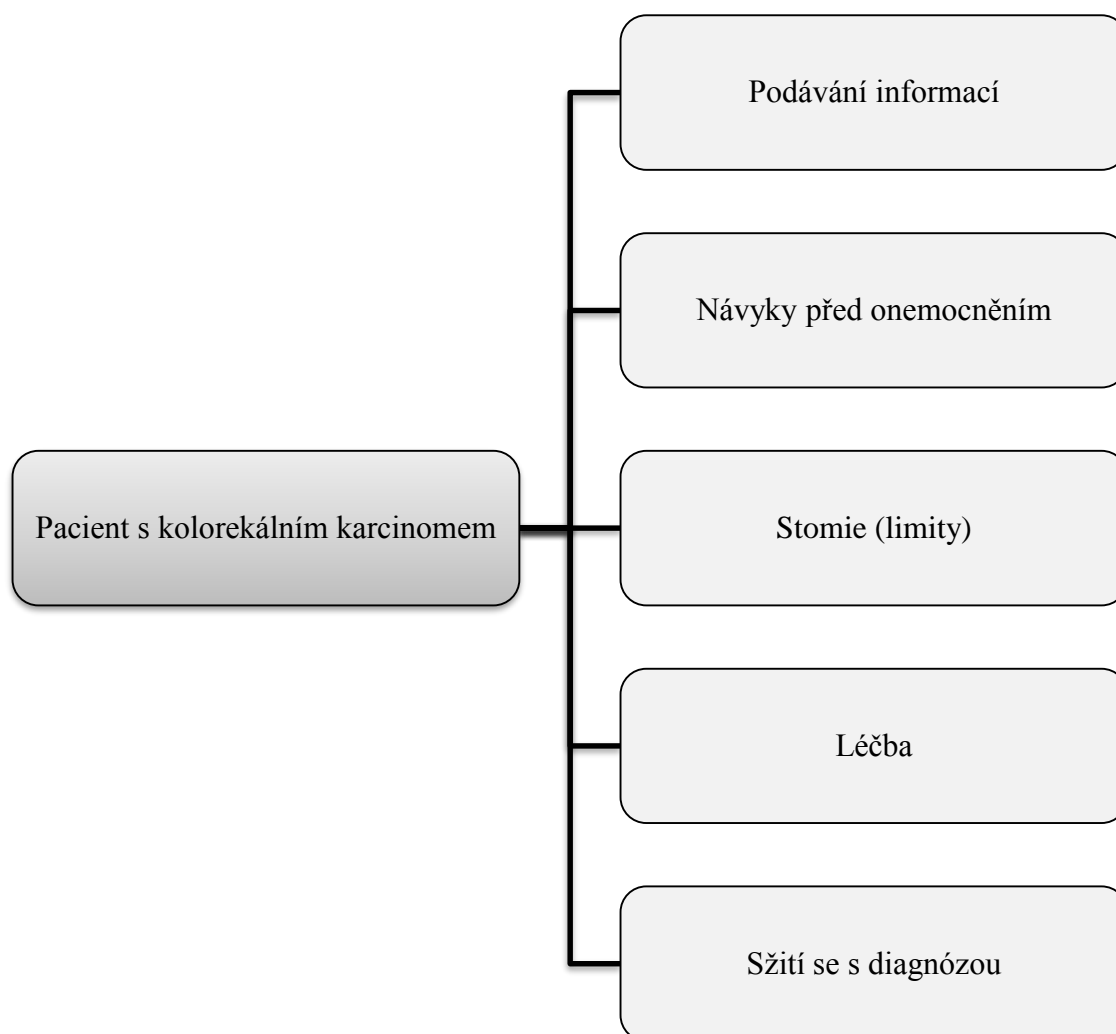 Podávání informací
Návyky před onemocněním
Pacient s kolorekálním karcinomem
Stomie (limity)
Léčba
Sžití se s diagnózou